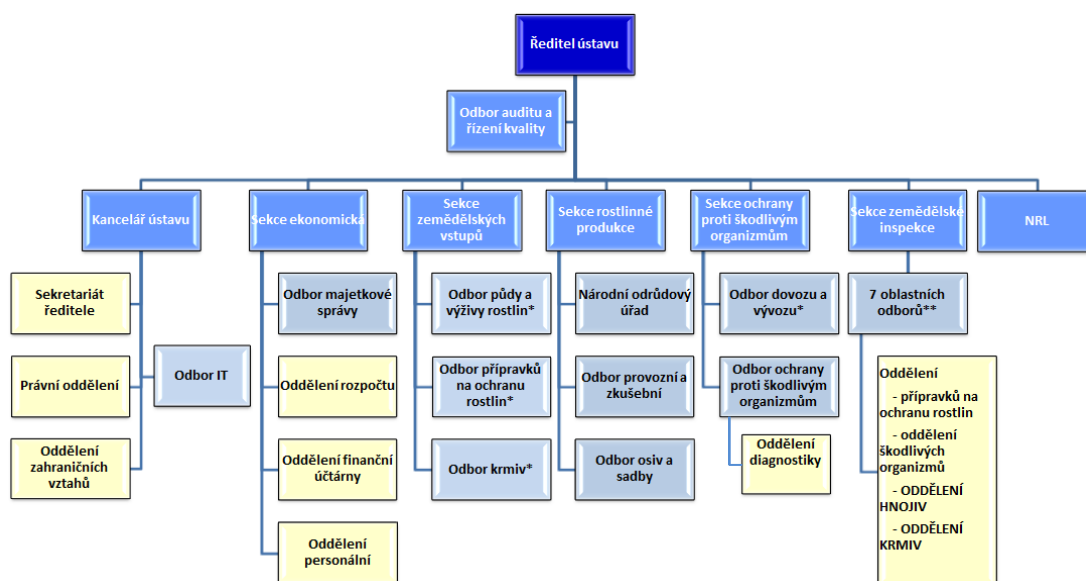 Ředitel ústavu
Odbor auditu a
řízení kvality
Kancelář ústavu
Sekce ekonomická
Sekce
zemědělských
vstupů
Sekce rostlinné
produkce
Sekce ochrany
proti škodlivým
organizmům
Sekce zemědělské
inspekce
NRL
Sekretariát
ředitele
Právní oddělení
Oddělení
zahraničních
vztahů
Odbor IT
Odbor majetkové
správy
Oddělení rozpočtu
Oddělení finanční
účtárny
Oddělení
personální
Odbor půdy a
výživy rostlin*
Odbor přípravků
na ochranu
rostlin*
Odbor krmiv*
Národní odrůdový
úřad
Odbor provozní a
zkušební
Odbor osiv a
sadby
Odbor dovozu a
vývozu*
Odbor ochrany
proti škodlivým
organizmům
Oddělení
diagnostiky
7 oblastních
odborů**
Oddělení
- přípravků na
ochranu rostlin
- oddělení
škodlivých
organizmů
- ODDĚLENÍ
HNOJIV
- ODDĚLENÍ
KRMIV